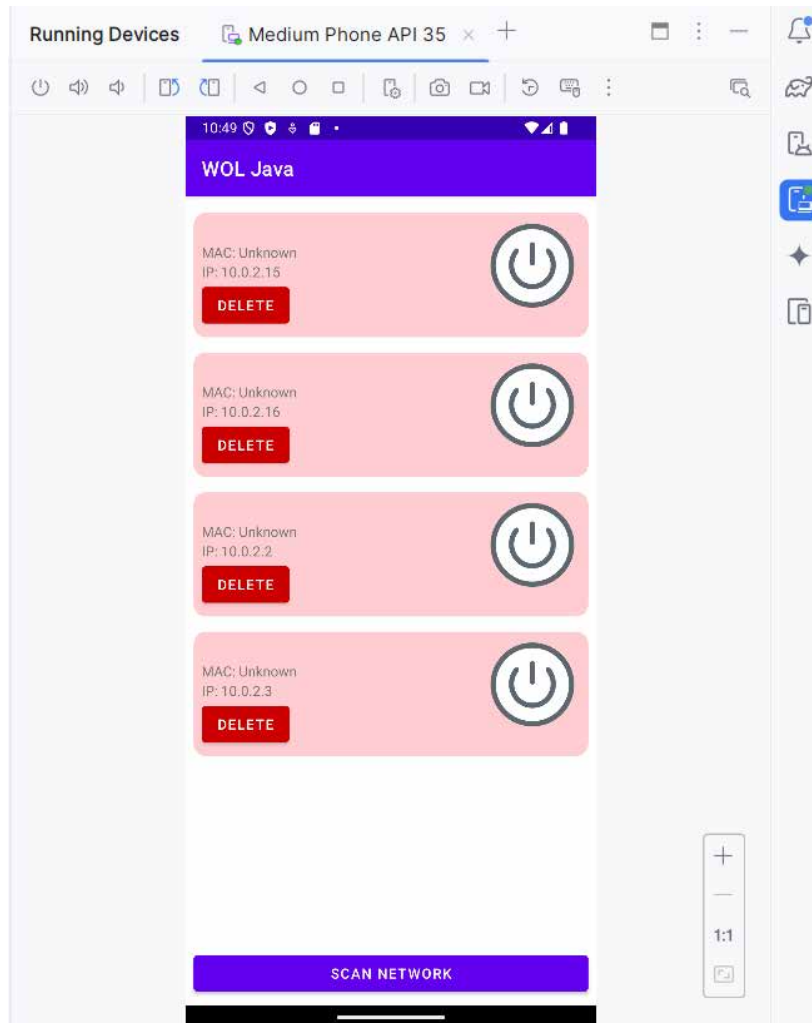 Running Devices
Medium Phone API 35
10:49
WOL Java
MAC: Unknown
IP: 10.0.2.15
DELETE
MAC: Unknown
IP: 10.0.2.16
DELETE
MAC: Unknown
IP: 10.0.2.2
DELETE
MAC: Unknown
IP: 10.0.2.3
DELETE
1:1
SCAN NETWORK